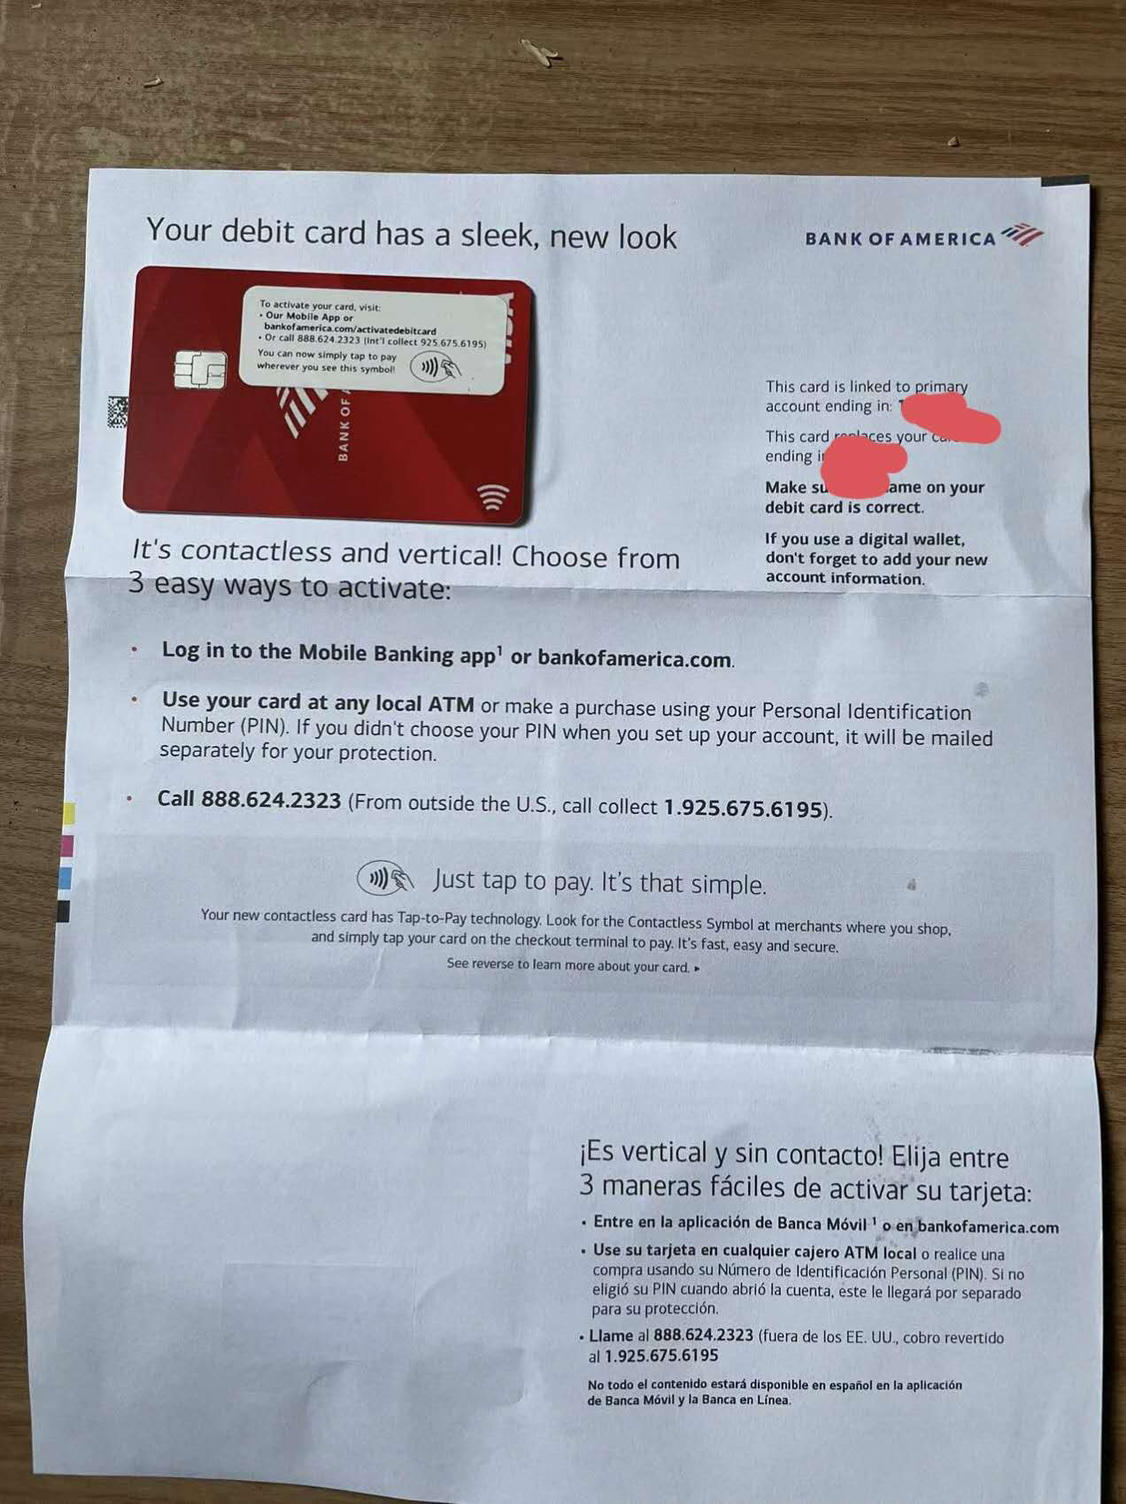 Your debit card has a sleek, new look
BANK OF AMERICA
To activate your card, visit:
• Our Mobile App or
bankofamerica.com/activatedebitcard
• Or call 888.624.2323 (Int'l collect 925.675.6195)
You can now simply tap to pay
wherever you see this symbol!
BANK OF
This card is linked to primary
account ending in:
This card replaces your
ending
Make name on your
debit card is correct.
If you use a digital wallet,
don't forget to add your new
account information.
It's contactless and vertical! Choose from
3 easy ways to activate:
• Log in to the Mobile Banking app¹ or bankofamerica.com.
• Use your card at any local ATM or make a purchase using your Personal Identification
Number (PIN). If you didn't choose your PIN when you set up your account, it will be mailed
separately for your protection.
• Call 888.624.2323 (From outside the U.S., call collect 1.925.675.6195).
Just tap to pay. It's that simple.
Your new contactless card has Tap-to-Pay technology. Look for the Contactless Symbol at merchants where you shop,
and simply tap your card on the checkout terminal to pay. It's fast, easy and secure.
See reverse to learn more about your card. ▸
¡Es vertical y sin contacto! Elija entre
3 maneras fáciles de activar su tarjeta:
• Entre en la aplicación de Banca Móvil ¹ o en bankofamerica.com
• Use su tarjeta en cualquier cajero ATM local o realice una
compra usando su Número de Identificación Personal (PIN). Si no
eligió su PIN cuando abrió la cuenta, éste le llegará por separado
para su protección.
• Llame al 888.624.2323 (fuera de los EE. UU., cobro revertido
al 1.925.675.6195
No todo el contenido estará disponible en español en la aplicación
de Banca Móvil y la Banca en Línea.